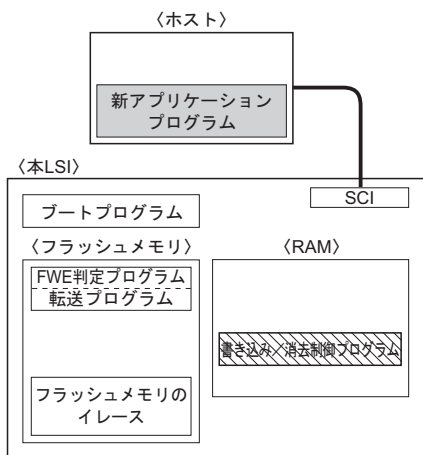 〈ホスト〉
新アプリケーション
プログラム
〈本LSI〉
SCI
ブートプログラム
〈フラッシュメモリ〉
〈RAM〉
FWE判定プログラム
転送プログラム
書き込み／消去制御プログラム
フラッシュメモリの
イレース